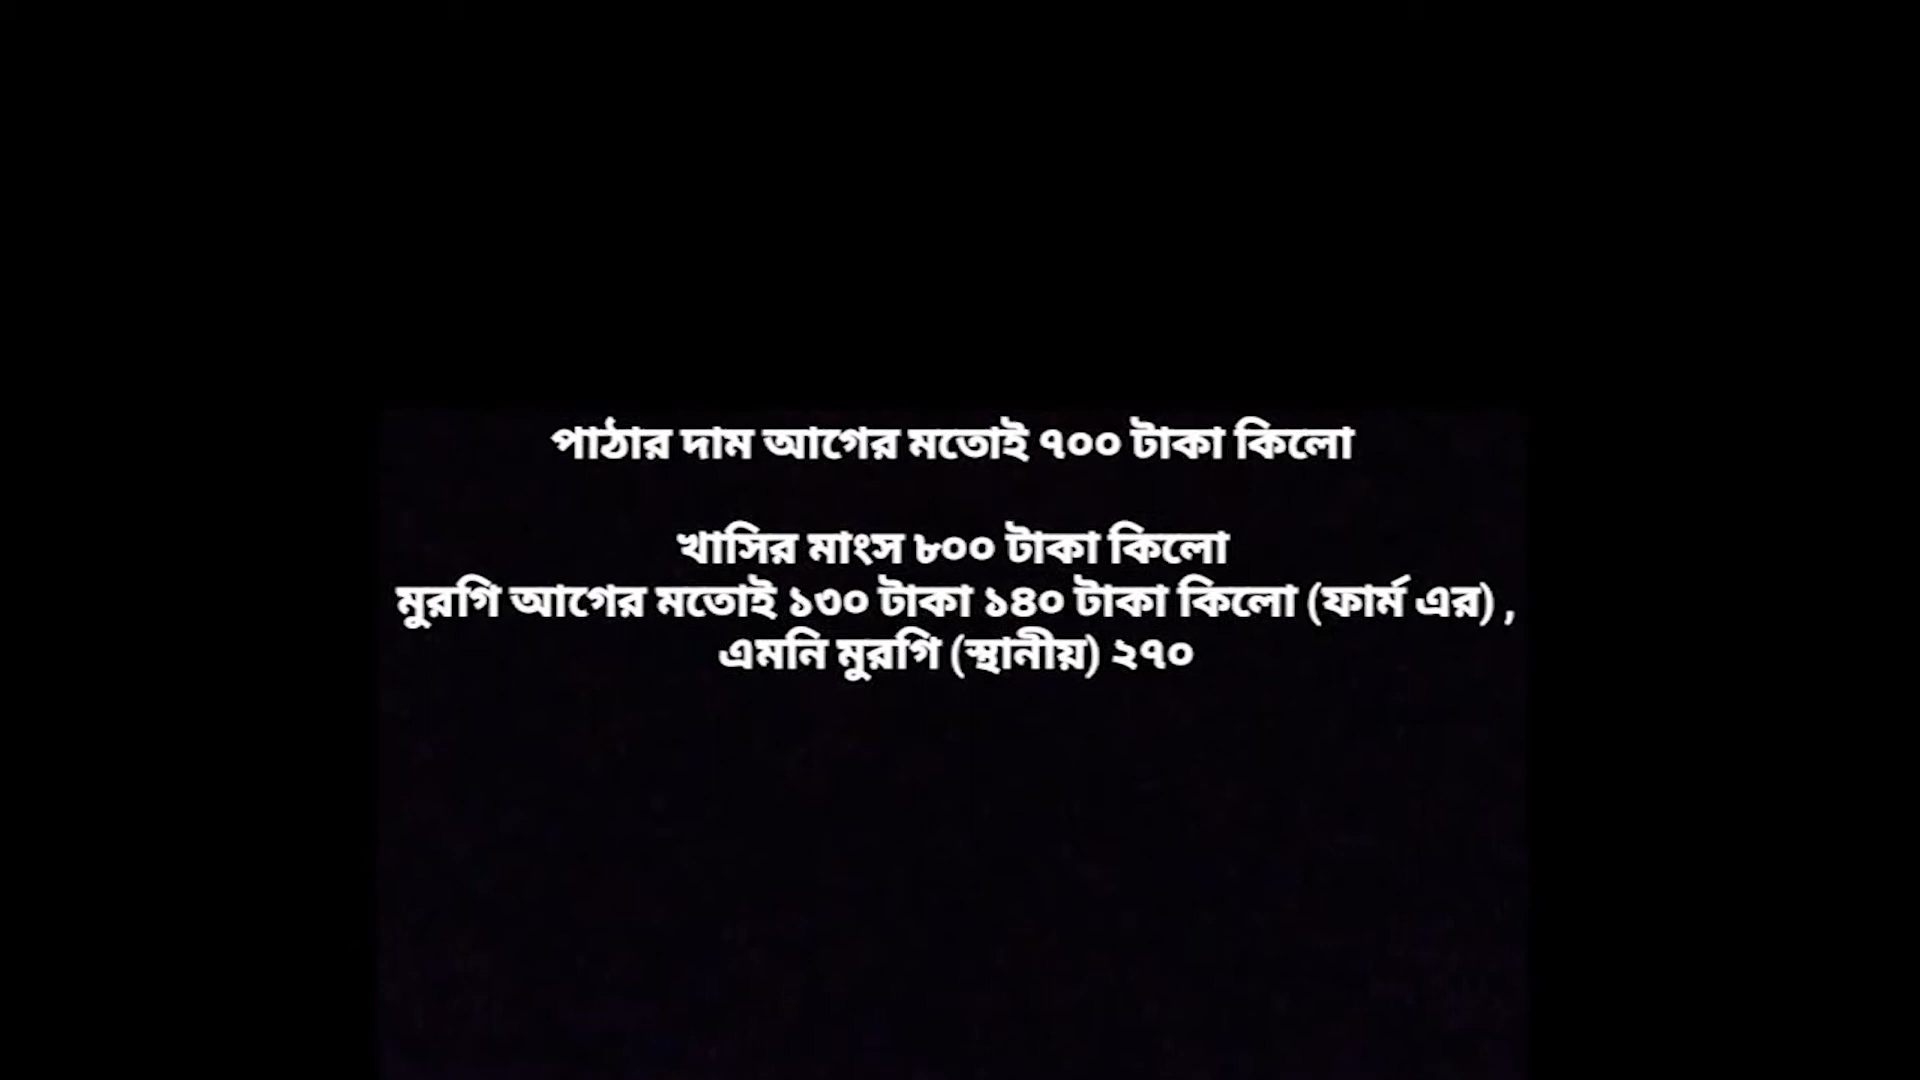 পাঠার দাম আগের মতোই ৭০০ টাকা কিলো
খাসির মাংস ৮০০ টাকা কিলো
মুরগি আগের মতোই ১৩০ টাকা ১৪০ টাকা কিলো (ফার্ম এর) ,
এমনি মুরগি (স্থানীয়) ২৭০